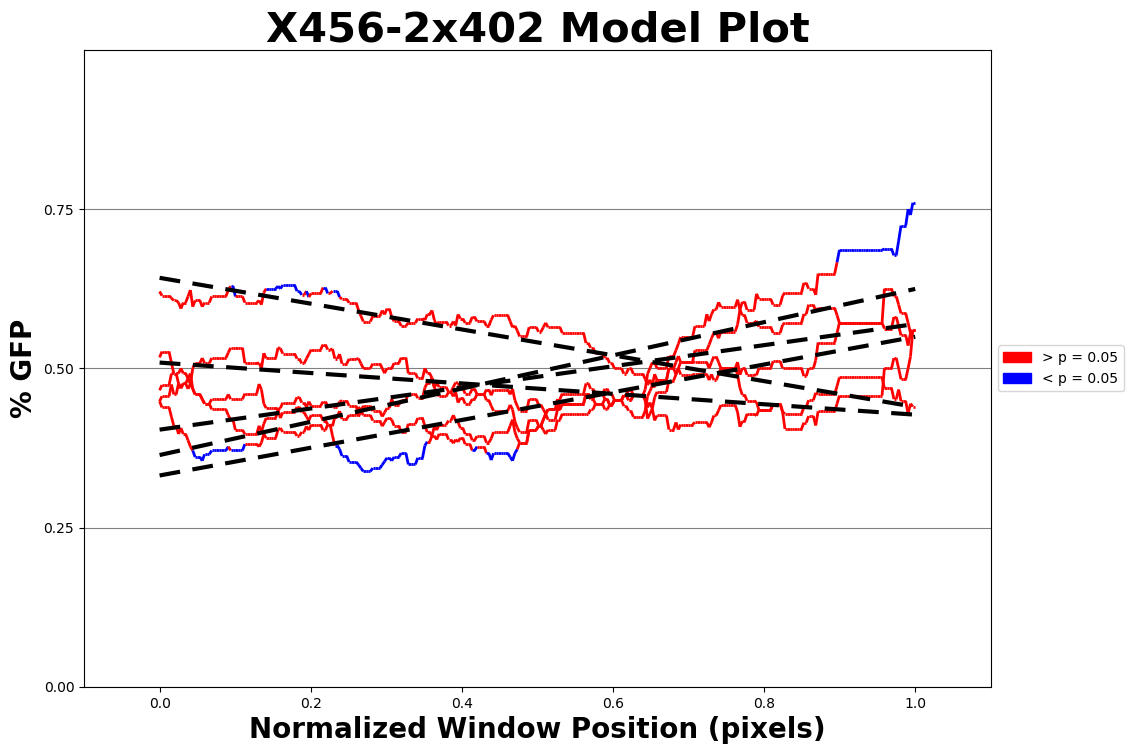 X456-2x402 Model Plot
% GFP
0.75
0.50
0.25
0.00
0.0 0.2 0.4 0.6 0.8 1.0
Normalized Window Position (pixels)
> p = 0.05
< p = 0.05